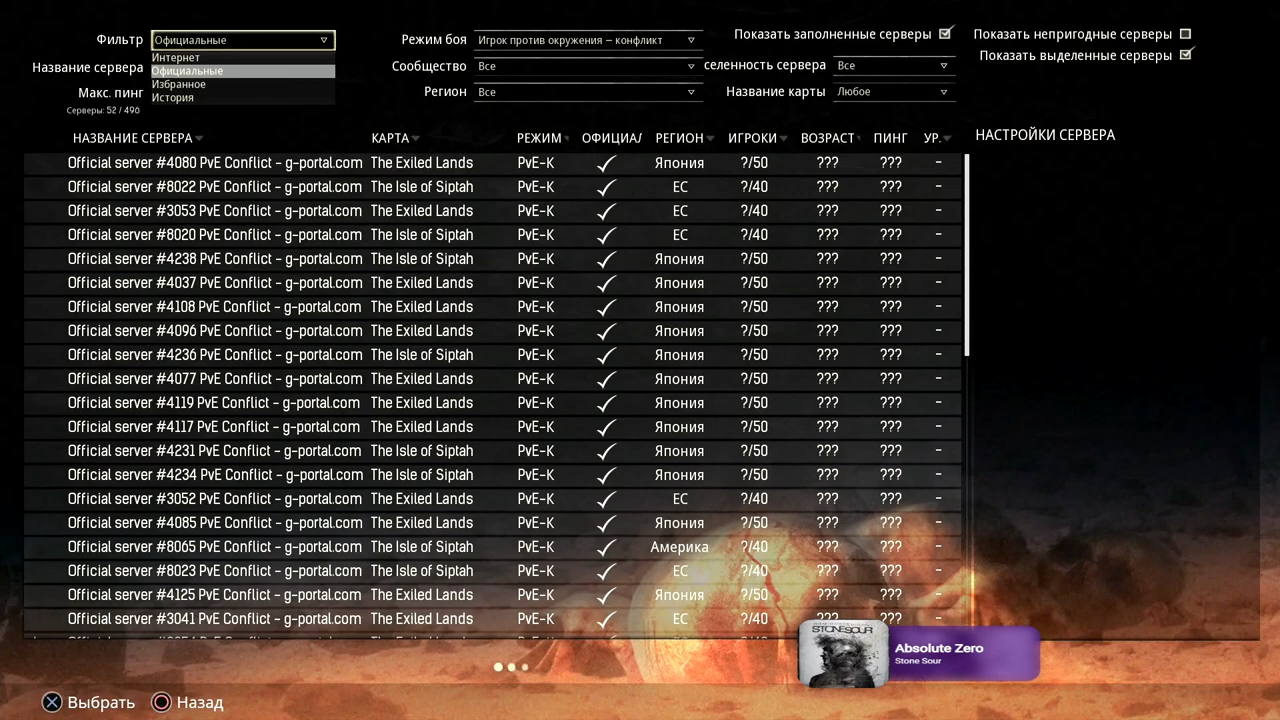 Фильтр Официальные
Интернет
Официальные
Избранное
История
Название сервера
Макс. пинг
Серверы: 52 / 496
Режим боя Игрок против окружения – конфликт
Сообщество Все
Регион Все
Показать заполненные серверы
селенность сервера Все
Название карты Любое
Показать непригодные серверы
Показать выделенные серверы
НАЗВАНИЕ СЕРВЕРА КАРТА РЕЖИМ ОФИЦИАЛ РЕГИОН ИГРОКИ ВОЗРАСТ ПИНГ УР. НАСТРОЙКИ СЕРВЕРА
Official server #4080 PvE Conflict - g-portal.com The Exiled Lands PvE-K Япония ?/50 ??? ??? -
Official server #8022 PvE Conflict - g-portal.com The Isle of Siptah PvE-K ЕС ?/40 ??? ??? -
Official server #3053 PvE Conflict - g-portal.com The Exiled Lands PvE-K ЕС ?/40 ??? ??? -
Official server #8020 PvE Conflict - g-portal.com The Isle of Siptah PvE-K ЕС ?/40 ??? ??? -
Official server #4238 PvE Conflict - g-portal.com The Isle of Siptah PvE-K Япония ?/50 ??? ??? -
Official server #4037 PvE Conflict - g-portal.com The Exiled Lands PvE-K Япония ?/50 ??? ??? -
Official server #4108 PvE Conflict - g-portal.com The Exiled Lands PvE-K Япония ?/50 ??? ??? -
Official server #4096 PvE Conflict - g-portal.com The Exiled Lands PvE-K Япония ?/50 ??? ??? -
Official server #4236 PvE Conflict - g-portal.com The Isle of Siptah PvE-K Япония ?/50 ??? ??? -
Official server #4077 PvE Conflict - g-portal.com The Exiled Lands PvE-K Япония ?/50 ??? ??? -
Official server #4119 PvE Conflict - g-portal.com The Exiled Lands PvE-K Япония ?/50 ??? ??? -
Official server #4117 PvE Conflict - g-portal.com The Exiled Lands PvE-K Япония ?/50 ??? ??? -
Official server #4231 PvE Conflict - g-portal.com The Isle of Siptah PvE-K Япония ?/50 ??? ??? -
Official server #4234 PvE Conflict - g-portal.com The Isle of Siptah PvE-K Япония ?/50 ??? ??? -
Official server #3052 PvE Conflict - g-portal.com The Exiled Lands PvE-K ЕС ?/40 ??? ??? -
Official server #4085 PvE Conflict - g-portal.com The Exiled Lands PvE-K Япония ?/50 ??? ??? -
Official server #8065 PvE Conflict - g-portal.com The Isle of Siptah PvE-K Америка ?/40 ??? ??? -
Official server #8023 PvE Conflict - g-portal.com The Isle of Siptah PvE-K ЕС ?/40 ??? ??? -
Official server #4125 PvE Conflict - g-portal.com The Exiled Lands PvE-K Япония ?/50 ??? ??? -
Official server #3041 PvE Conflict - g-portal.com The Exiled Lands PvE-K ЕС ?/40 ??? ??? -
STONE SOUR
Absolute Zero
Stone Sour
Выбрать Назад